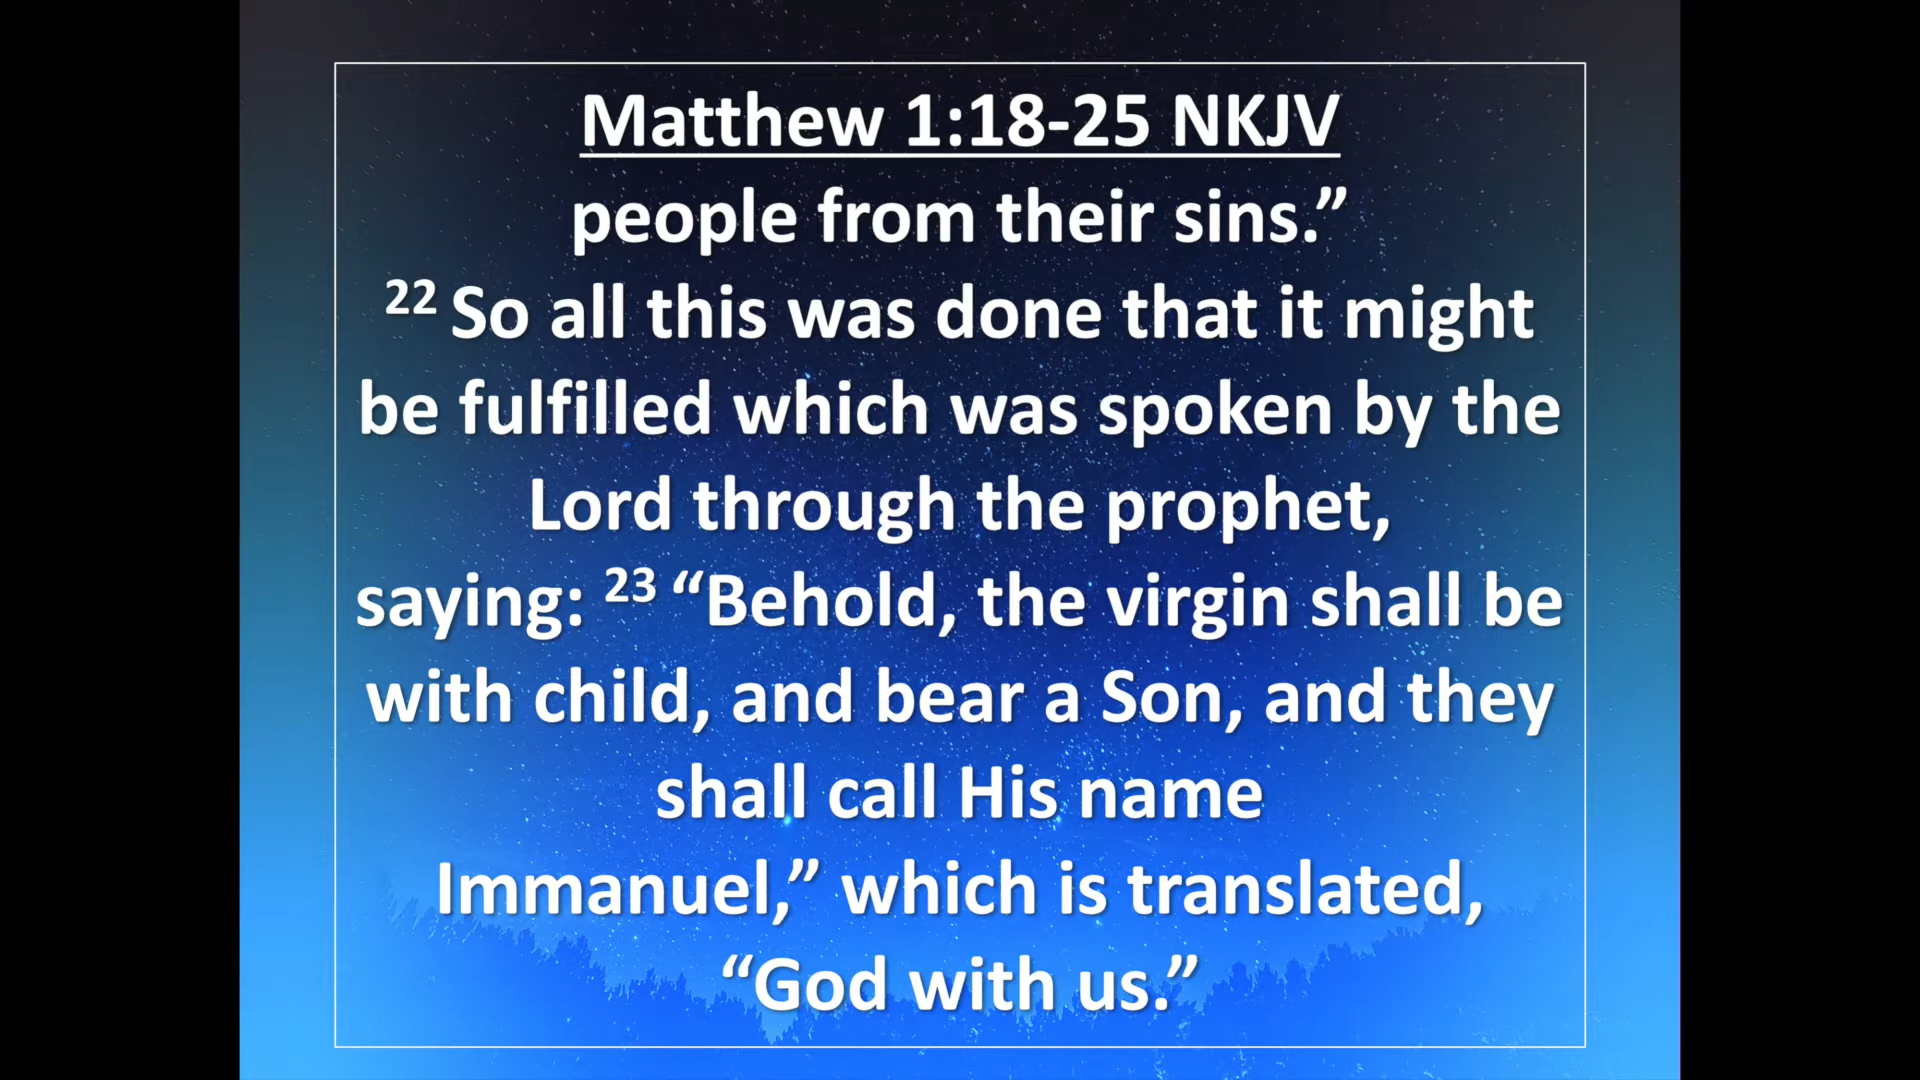 Matthew 1:18-25 NKJV
people from their sins.”
22 So all this was done that it might
be fulfilled which was spoken by the
Lord through the prophet,
saying: 23 “Behold, the virgin shall be
with child, and bear a Son, and they
shall call His name
Immanuel,” which is translated,
“God with us.”